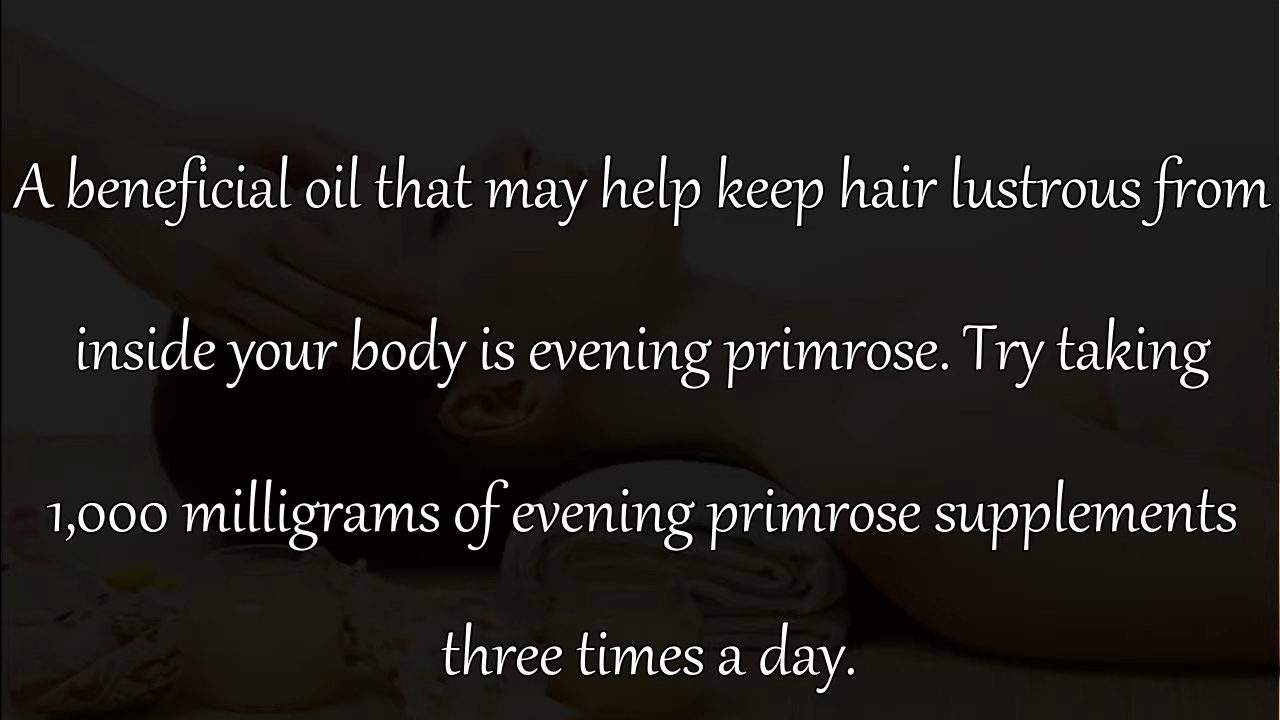 A beneficial oil that may help keep hair lustrous from
inside your body is evening primrose. Try taking
1,000 milligrams of evening primrose supplements
three times a day.